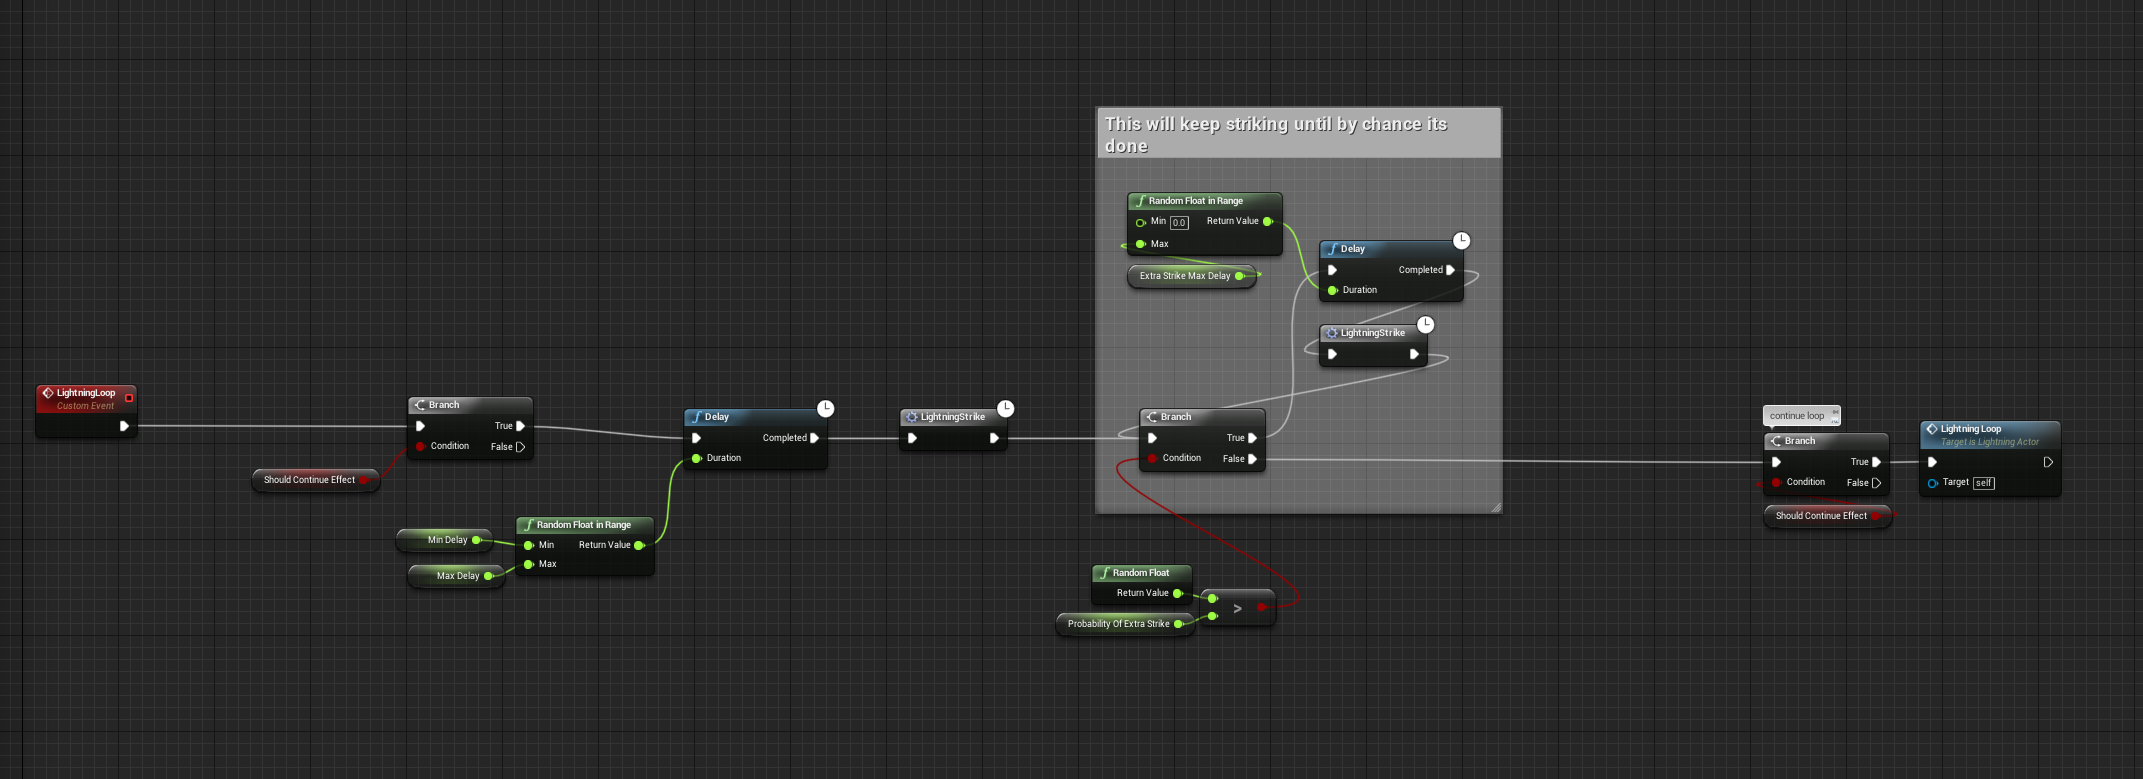 This will keep striking until by chance its
done
Random Float in Range
Min 0.0 Return Value
Max
Extra Strike Max Delay
Delay
Completed
Duration
LightningStrike
LightningLoop
Custom Event
Branch
True
Condition False
Should Continue Effect
Delay
Completed
Duration
LightningStrike
Branch
True
Condition False
continue loop
Branch
True
Condition False
Should Continue Effect
Lightning Loop
Target is Lightning Actor
Target self
Random Float in Range
Min Delay
Min Return Value
Max Delay
Max
Random Float
Return Value
Probability Of Extra Strike
>